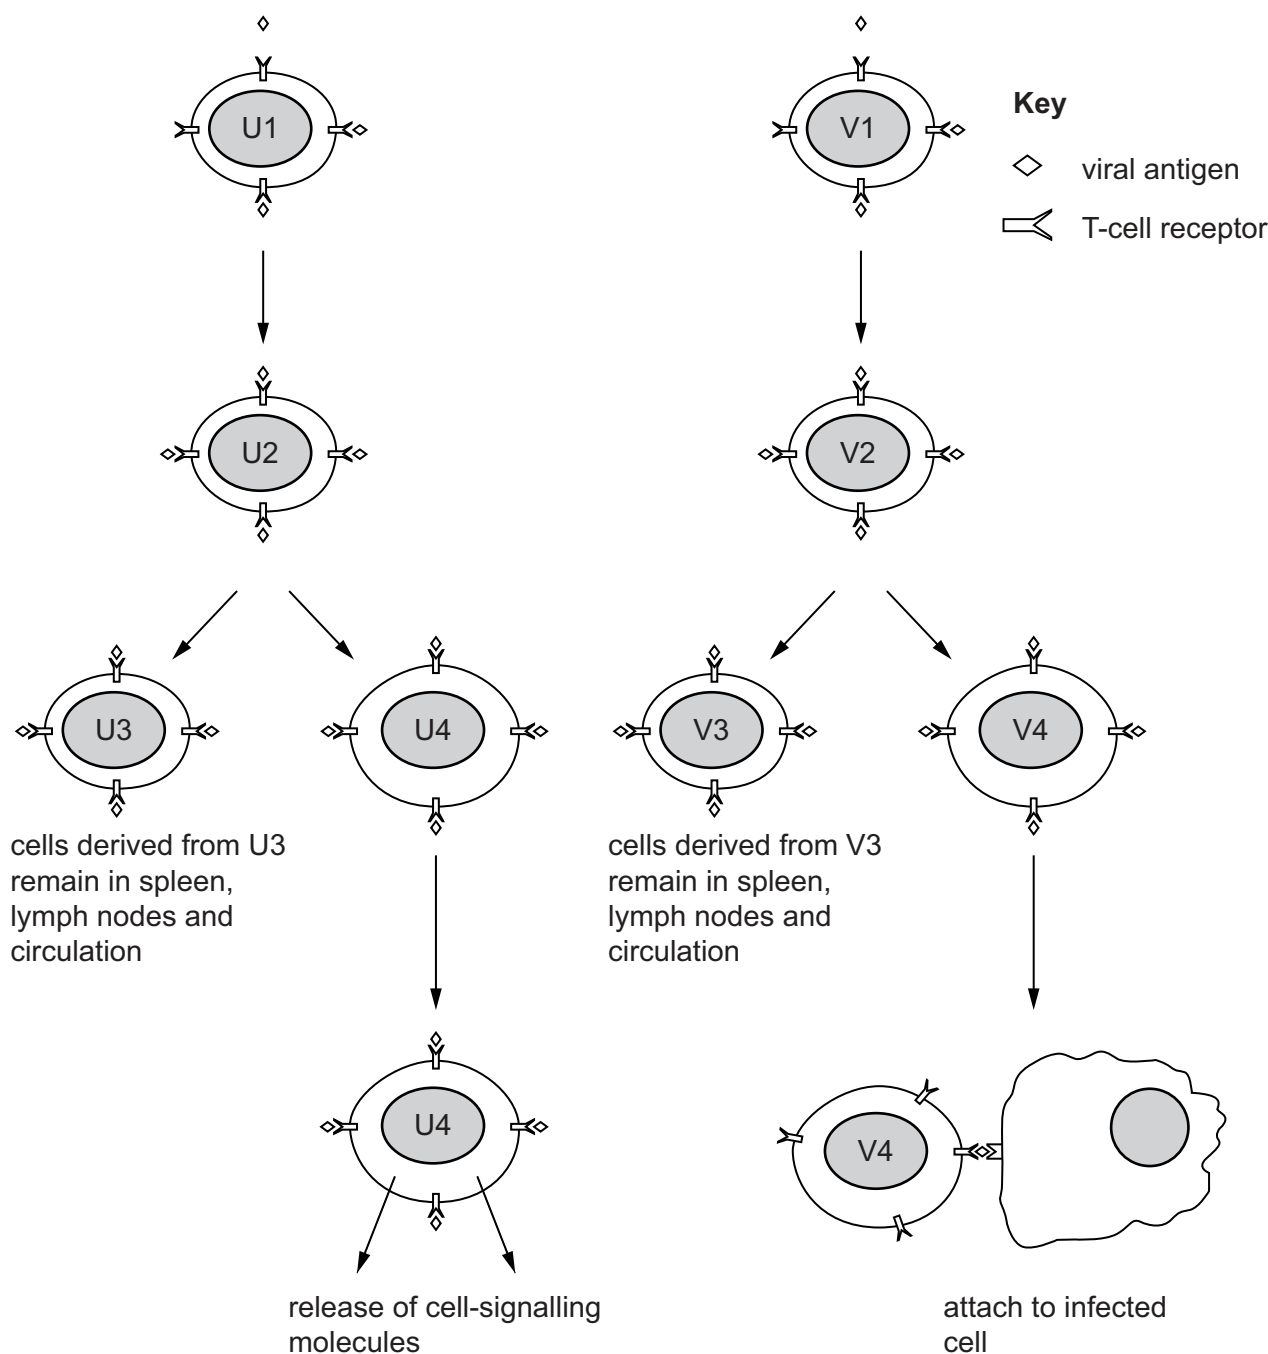 U1
V1
Key
viral antigen
T-cell receptor
U2
V2
U3
U4
V3
V4
cells derived from U3
remain in spleen,
lymph nodes and
circulation
cells derived from V3
remain in spleen,
lymph nodes and
circulation
U4
V4
release of cell-signalling
molecules
attach to infected
cell